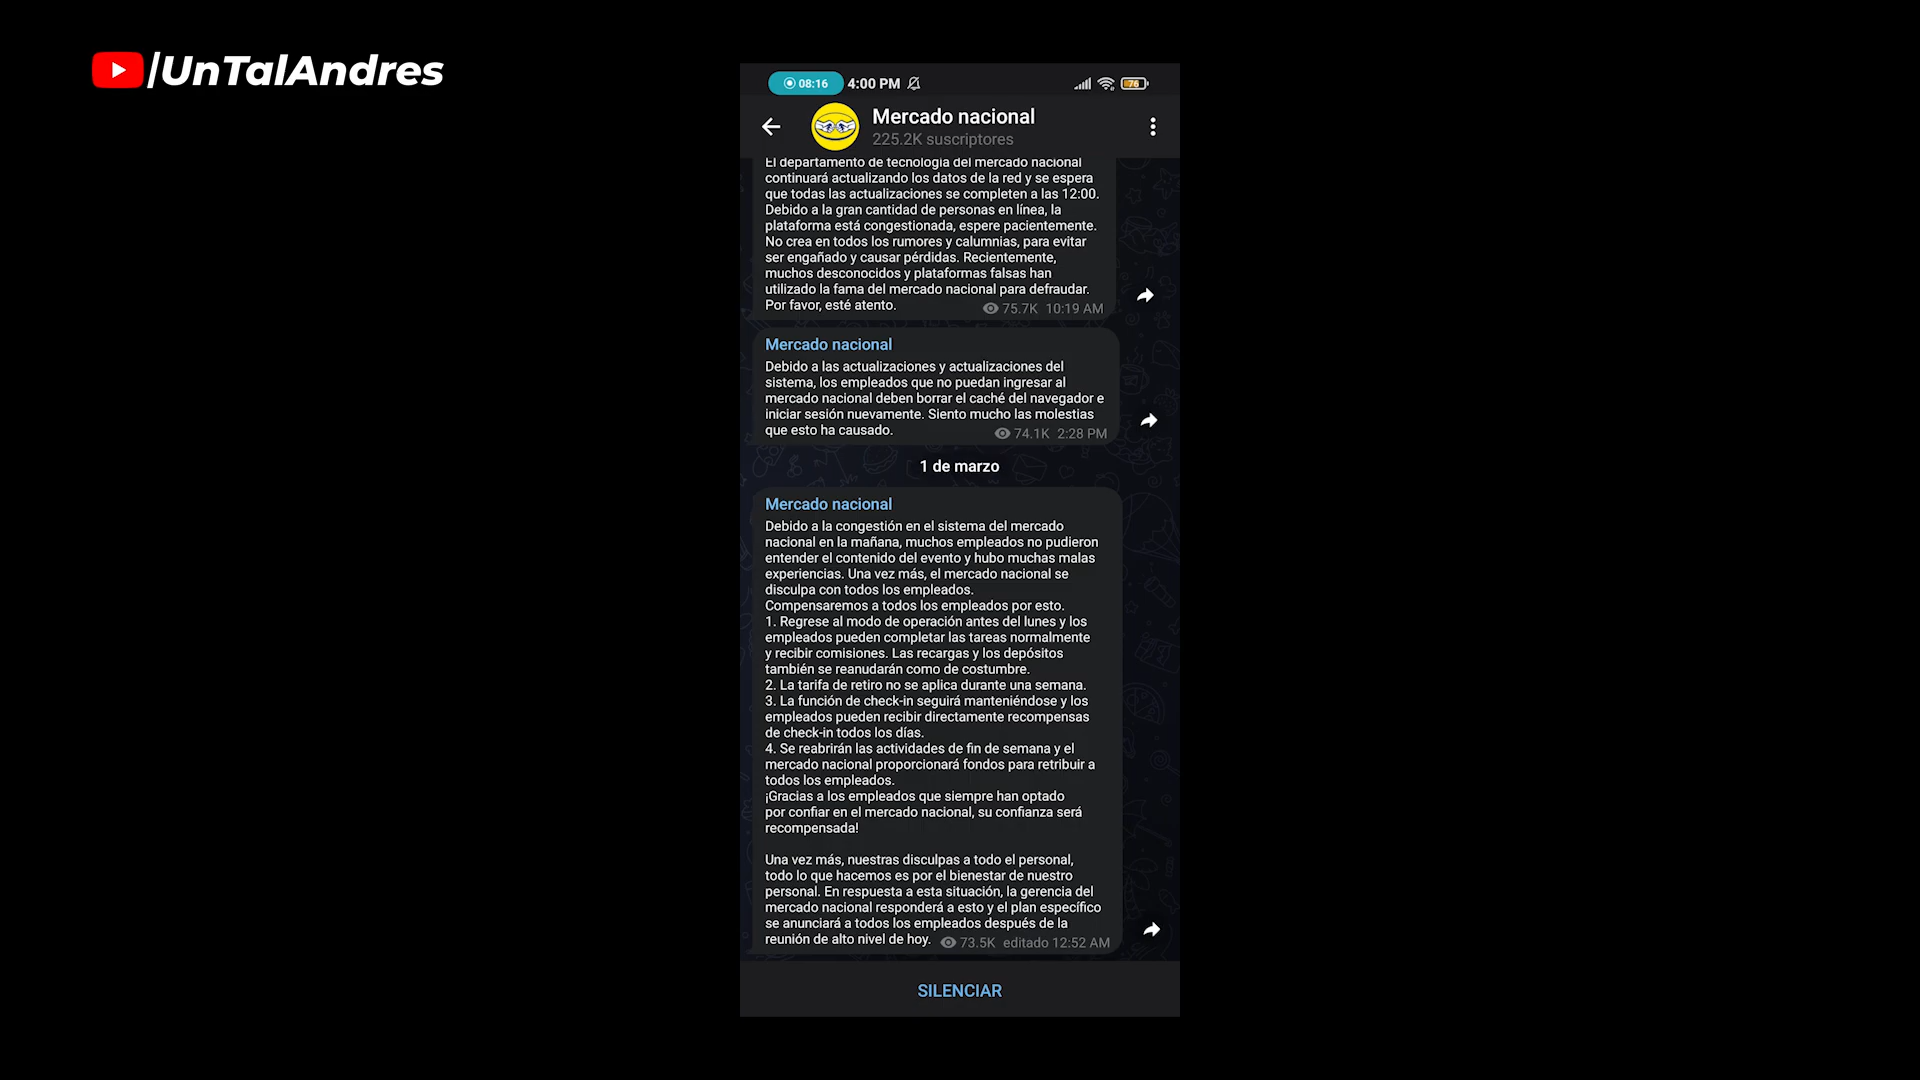 /UnTalAndres
08:16 4:00 PM 76
Mercado nacional
225.2K suscriptores
El departamento de tecnología del mercado nacional
continuará actualizando los datos de la red y se espera
que todas las actualizaciones se completen a las 12:00.
Debido a la gran cantidad de personas en línea, la
plataforma está congestionada, espere pacientemente.
No crea en todos los rumores y calumnias, para evitar
ser engañado y causar pérdidas. Recientemente,
muchos desconocidos y plataformas falsas han
utilizado la fama del mercado nacional para defraudar.
Por favor, esté atento. 75.7K 10:19 AM
Mercado nacional
Debido a las actualizaciones y actualizaciones del
sistema, los empleados que no puedan ingresar al
mercado nacional deben borrar el caché del navegador e
iniciar sesión nuevamente. Siento mucho las molestias
que esto ha causado. 74.1K 2:28 PM
1 de marzo
Mercado nacional
Debido a la congestión en el sistema del mercado
nacional en la mañana, muchos empleados no pudieron
entender el contenido del evento y hubo muchas malas
experiencias. Una vez más, el mercado nacional se
disculpa con todos los empleados.
Compensaremos a todos los empleados por esto.
1. Regrese al modo de operación antes del lunes y los
empleados pueden completar las tareas normalmente
y recibir comisiones. Las recargas y los depósitos
también se reanudarán como de costumbre.
2. La tarifa de retiro no se aplica durante una semana.
3. La función de check-in seguirá manteniéndose y los
empleados pueden recibir directamente recompensas
de check-in todos los días.
4. Se reabrirán las actividades de fin de semana y el
mercado nacional proporcionará fondos para retribuir a
todos los empleados.
¡Gracias a los empleados que siempre han optado
por confiar en el mercado nacional, su confianza será
recompensada!
Una vez más, nuestras disculpas a todo el personal,
todo lo que hacemos es por el bienestar de nuestro
personal. En respuesta a esta situación, la gerencia del
mercado nacional responderá a esto y el plan específico
se anunciará a todos los empleados después de la
reunión de alto nivel de hoy. 73.5K editado 12:52 AM
SILENCIAR